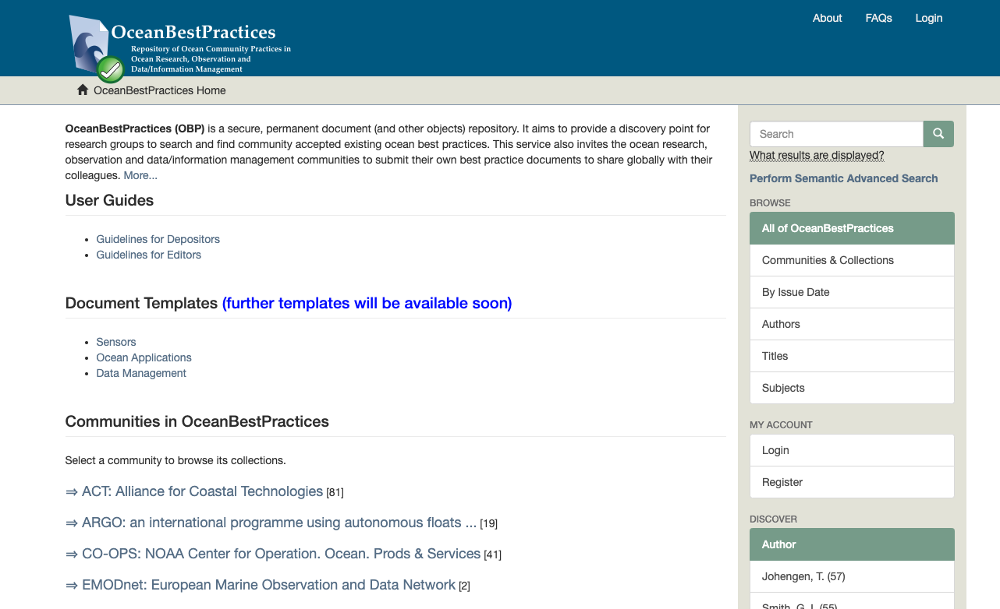 About FAQs Login
OceanBestPractices
Repository of Ocean Community Practices in
Ocean Research, Observation and
Data/Information Management
OceanBestPractices Home
OceanBestPractices (OBP) is a secure, permanent document (and other objects) repository. It aims to provide a discovery point for
research groups to search and find community accepted existing ocean best practices. This service also invites the ocean research,
observation and data/information management communities to submit their own best practice documents to share globally with their
colleagues. More...
User Guides
• Guidelines for Depositors
• Guidelines for Editors
Document Templates (further templates will be available soon)
• Sensors
• Ocean Applications
• Data Management
Communities in OceanBestPractices
Select a community to browse its collections.
⇒ ACT: Alliance for Coastal Technologies [81]
⇒ ARGO: an international programme using autonomous floats ... [19]
⇒ CO-OPS: NOAA Center for Operation. Ocean. Prods & Services [41]
⇒ EMODnet: European Marine Observation and Data Network [2]
Search
What results are displayed?
Perform Semantic Advanced Search
BROWSE
All of OceanBestPractices
Communities & Collections
By Issue Date
Authors
Titles
Subjects
MY ACCOUNT
Login
Register
DISCOVER
Author
Johengen, T. (57)
Smith, G. J. (55)